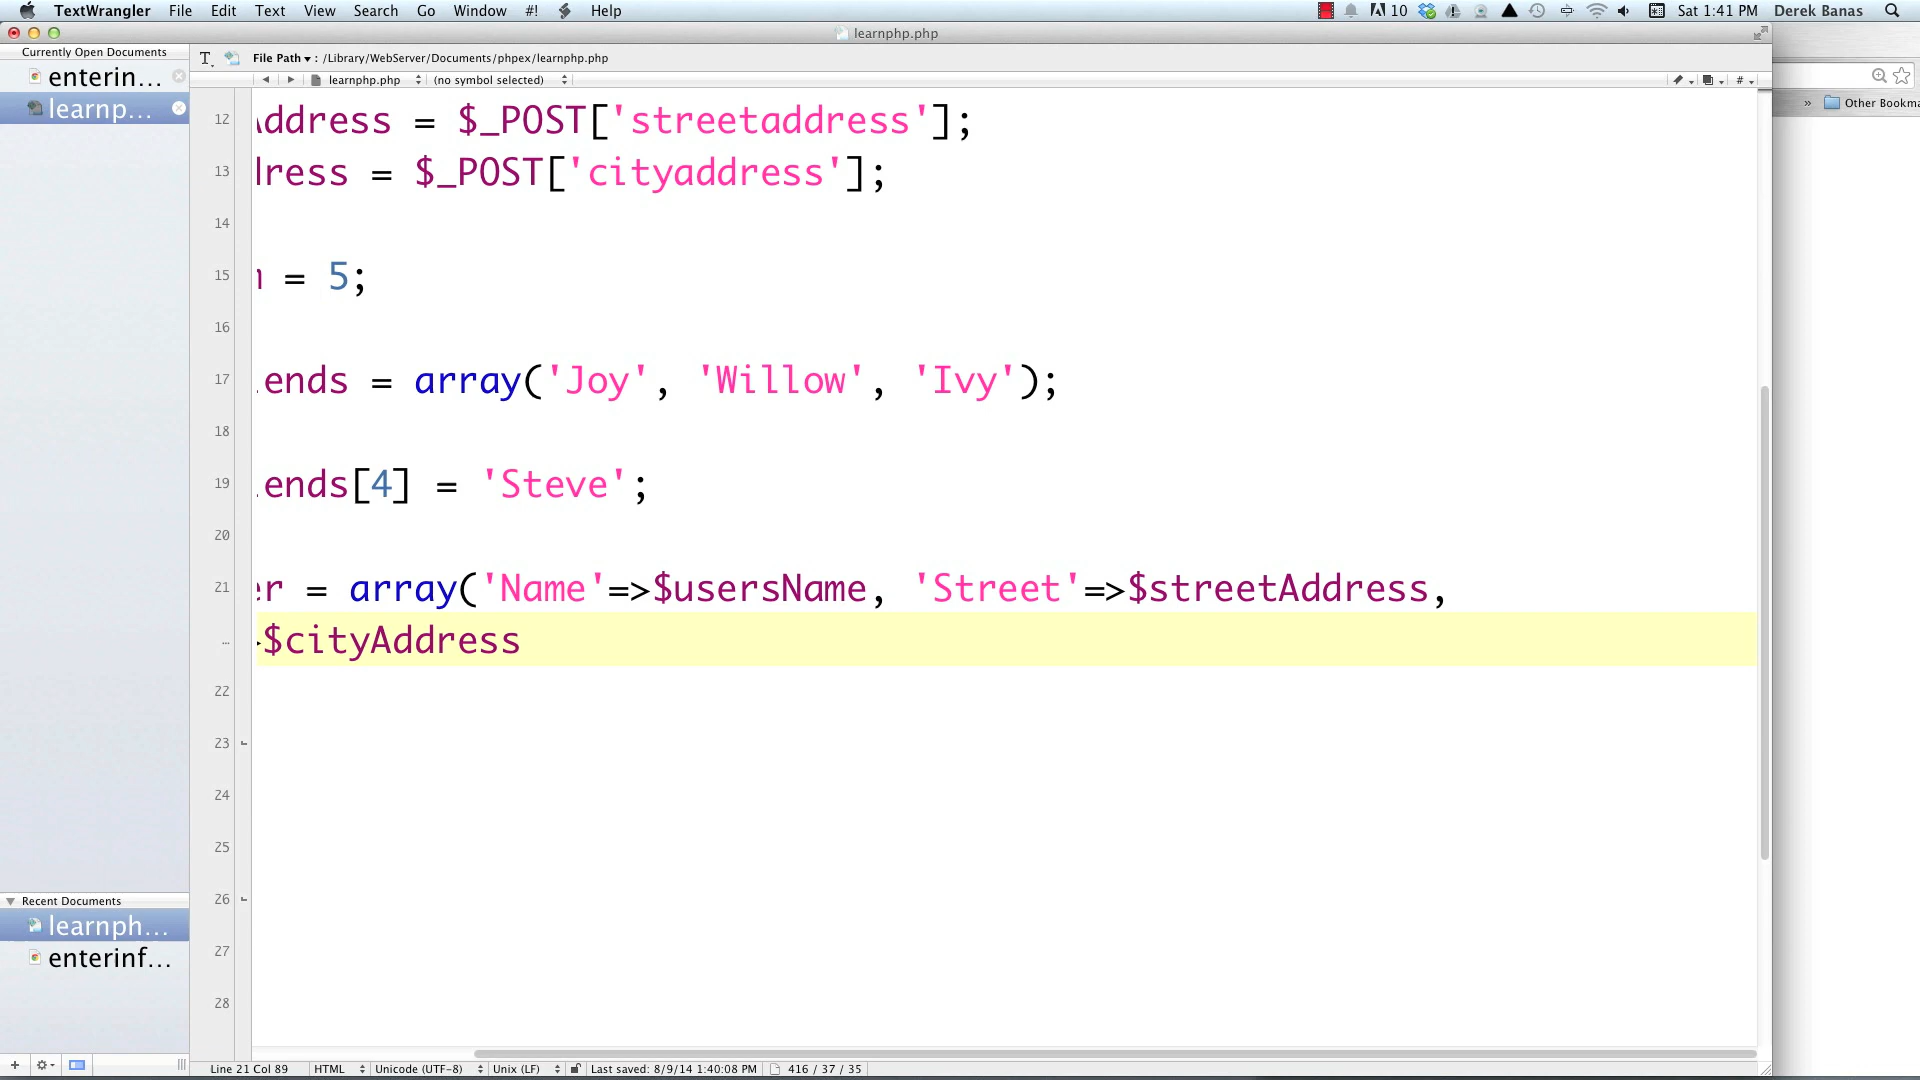 TextWrangler File Edit Text View Search Go Window #! Help 10 Sat 1:41 PM Derek Banas
learnphp.php
Currently Open Documents
enterin...
learnp...
File Path ▾ : /Library/WebServer/Documents/phpex/learnphp.php
learnphp.php (no symbol selected)
» Other Bookma
12 Address = $_POST['streetaddress'];
13 dress = $_POST['cityaddress'];
14
15 = 5;
16
17 ends = array('Joy', 'Willow', 'Ivy');
18
19 ends[4] = 'Steve';
20
21 er = array('Name'=>$usersName, 'Street'=>$streetAddress,
>$cityAddress
22
23
24
25
26
27
28
Recent Documents
learnph...
enterinf...
Line 21 Col 89 HTML Unicode (UTF-8) Unix (LF) Last saved: 8/9/14 1:40:08 PM 416 / 37 / 35